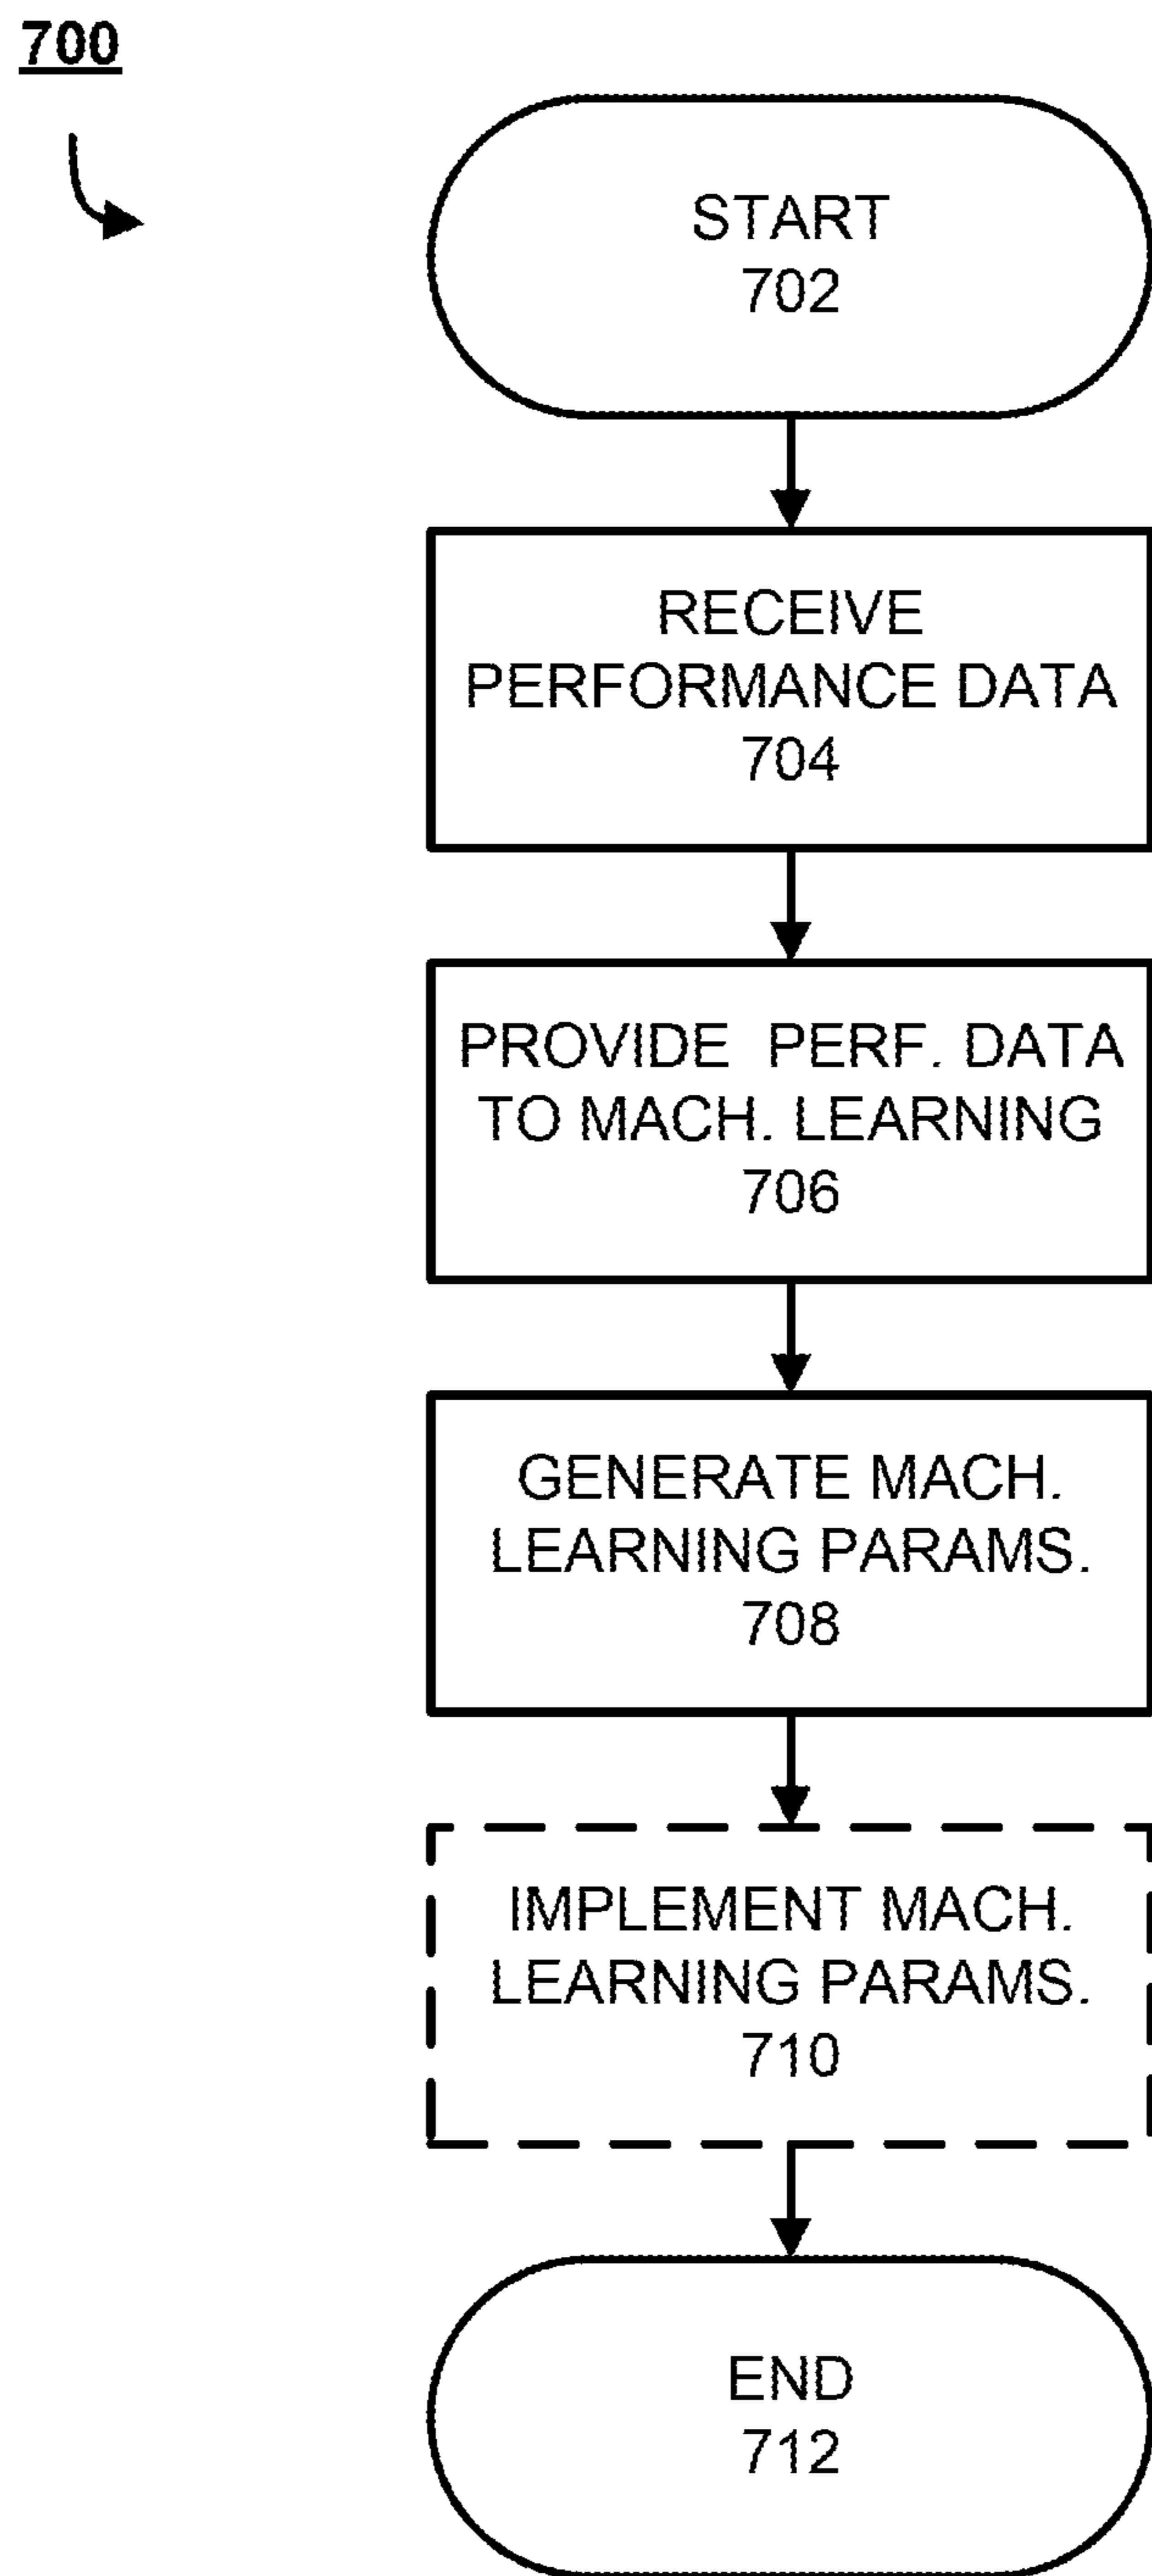 700
START
702
RECEIVE
PERFORMANCE DATA
704
PROVIDE PERF. DATA
TO MACH. LEARNING
706
GENERATE MACH.
LEARNING PARAMS.
708
IMPLEMENT MACH.
LEARNING PARAMS.
710
END
712